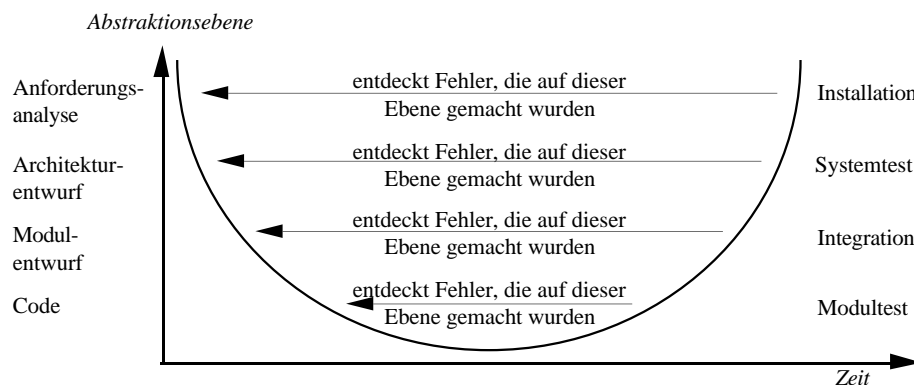 Abstraktionsebene
Anforderungs-
analyse
entdeckt Fehler, die auf dieser
Ebene gemacht wurden
Installation
Architektur-
entwurf
entdeckt Fehler, die auf dieser
Ebene gemacht wurden
Systemtest
Modul-
entwurf
entdeckt Fehler, die auf dieser
Ebene gemacht wurden
Integration
Code
entdeckt Fehler, die auf dieser
Ebene gemacht wurden
Modultest
Zeit